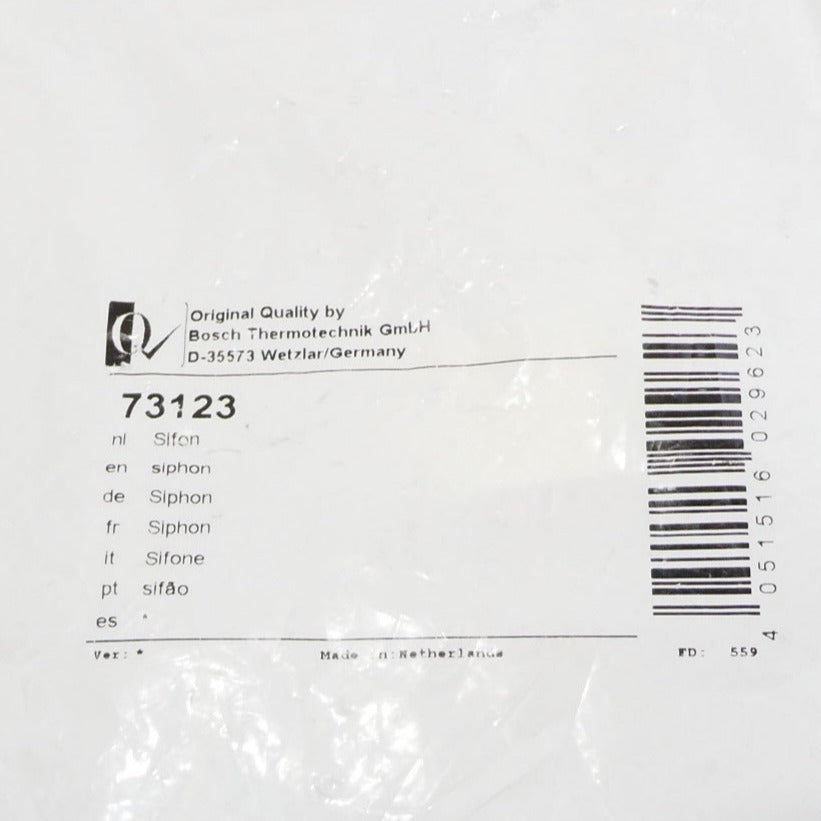 Original Quality by
Bosch Thermotechnik GmbH
D-35573 Wetzlar/Germany
73123
nl Sifon
en siphon
de Siphon
fr Siphon
it Sifone
pt sifão
es *
Ver: * Made in:Netherlands FD: 559
4 051516 029623